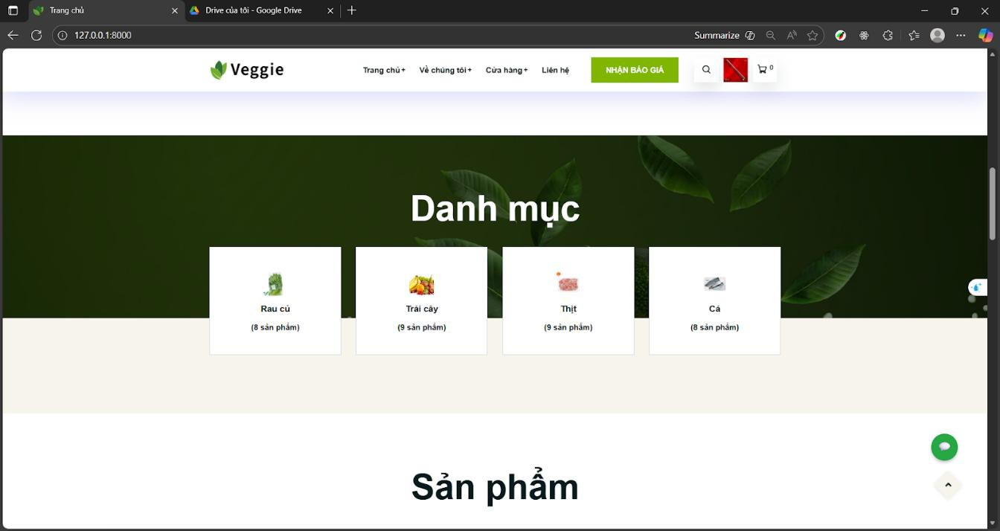 Trang chủ
Drive của tôi - Google Drive
127.0.0.1:8000
Summarize
Veggie
Trang chủ+
Về chúng tôi+
Cửa hàng+
Liên hệ
NHẬN BÁO GIÁ
0
Danh mục
Rau củ
(8 sản phẩm)
Trái cây
(9 sản phẩm)
Thịt
(9 sản phẩm)
Cá
(8 sản phẩm)
Sản phẩm